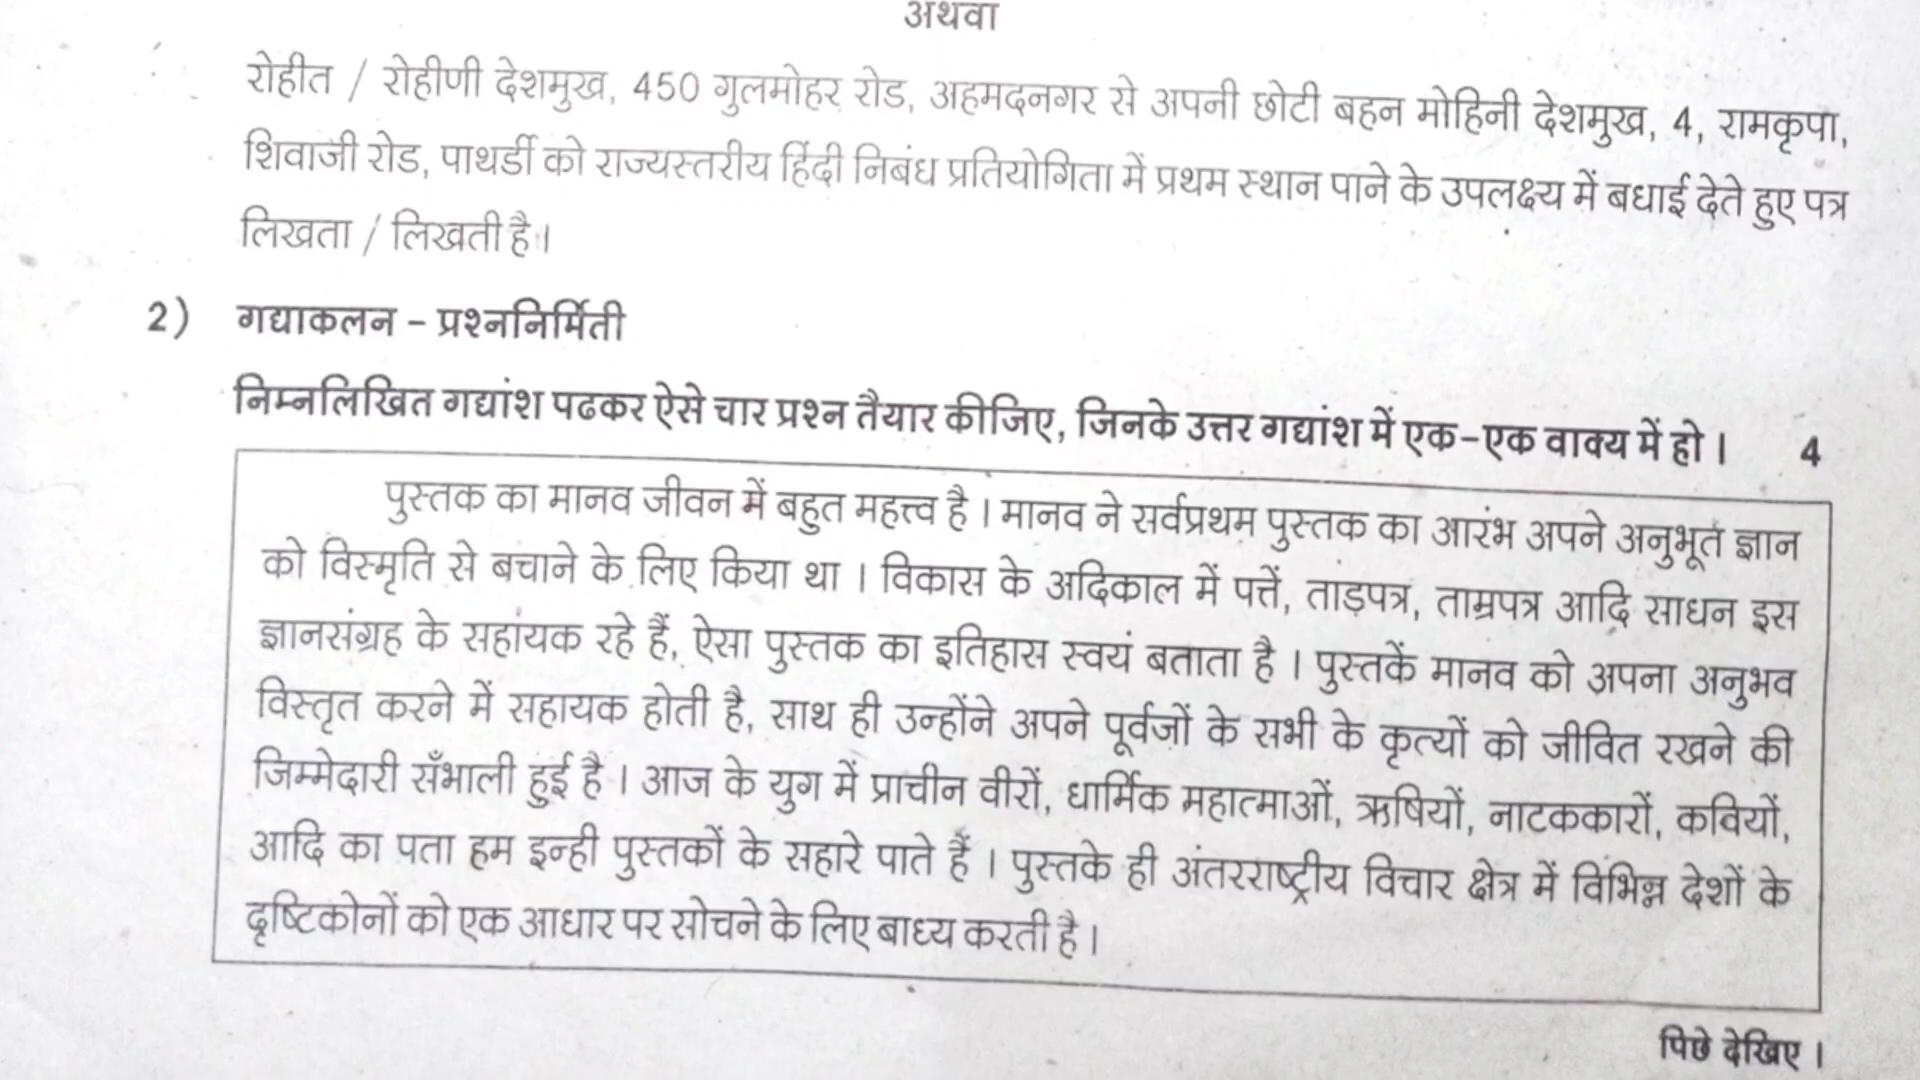 अथवा
रोहीत / रोहीणी देशमुख, 450 गुलमोहर रोड, अहमदनगर से अपनी छोटी बहन मोहिनी देशमुख, 4, रामकृपा,
शिवाजी रोड, पाथर्डी को राज्यस्तरीय हिंदी निबंध प्रतियोगिता में प्रथम स्थान पाने के उपलक्ष्य में बधाई देते हुए पत्र
लिखता / लिखती है।
2) गद्याकलन - प्रश्ननिर्मिती
निम्नलिखित गद्यांश पढकर ऐसे चार प्रश्न तैयार कीजिए, जिनके उत्तर गद्यांश में एक-एक वाक्य में हो। 4
पुस्तक का मानव जीवन में बहुत महत्त्व है। मानव ने सर्वप्रथम पुस्तक का आरंभ अपने अनुभूत ज्ञान
को विस्मृति से बचाने के लिए किया था। विकास के अदिकाल में पत्तें, ताड़पत्र, ताम्रपत्र आदि साधन इस
ज्ञानसंग्रह के सहांयक रहे हैं, ऐसा पुस्तक का इतिहास स्वयं बताता है। पुस्तकें मानव को अपना अनुभव
विस्तृत करने में सहायक होती है, साथ ही उन्होंने अपने पूर्वजों के सभी के कृत्यों को जीवित रखने की
जिम्मेदारी सँभाली हुई है। आज के युग में प्राचीन वीरों, धार्मिक महात्माओं, ऋषियों, नाटककारों, कवियों,
आदि का पता हम इन्ही पुस्तकों के सहारे पाते हैं। पुस्तके ही अंतरराष्ट्रीय विचार क्षेत्र में विभिन्न देशों के
दृष्टिकोनों को एक आधार पर सोचने के लिए बाध्य करती है।
पिछे देखिए।